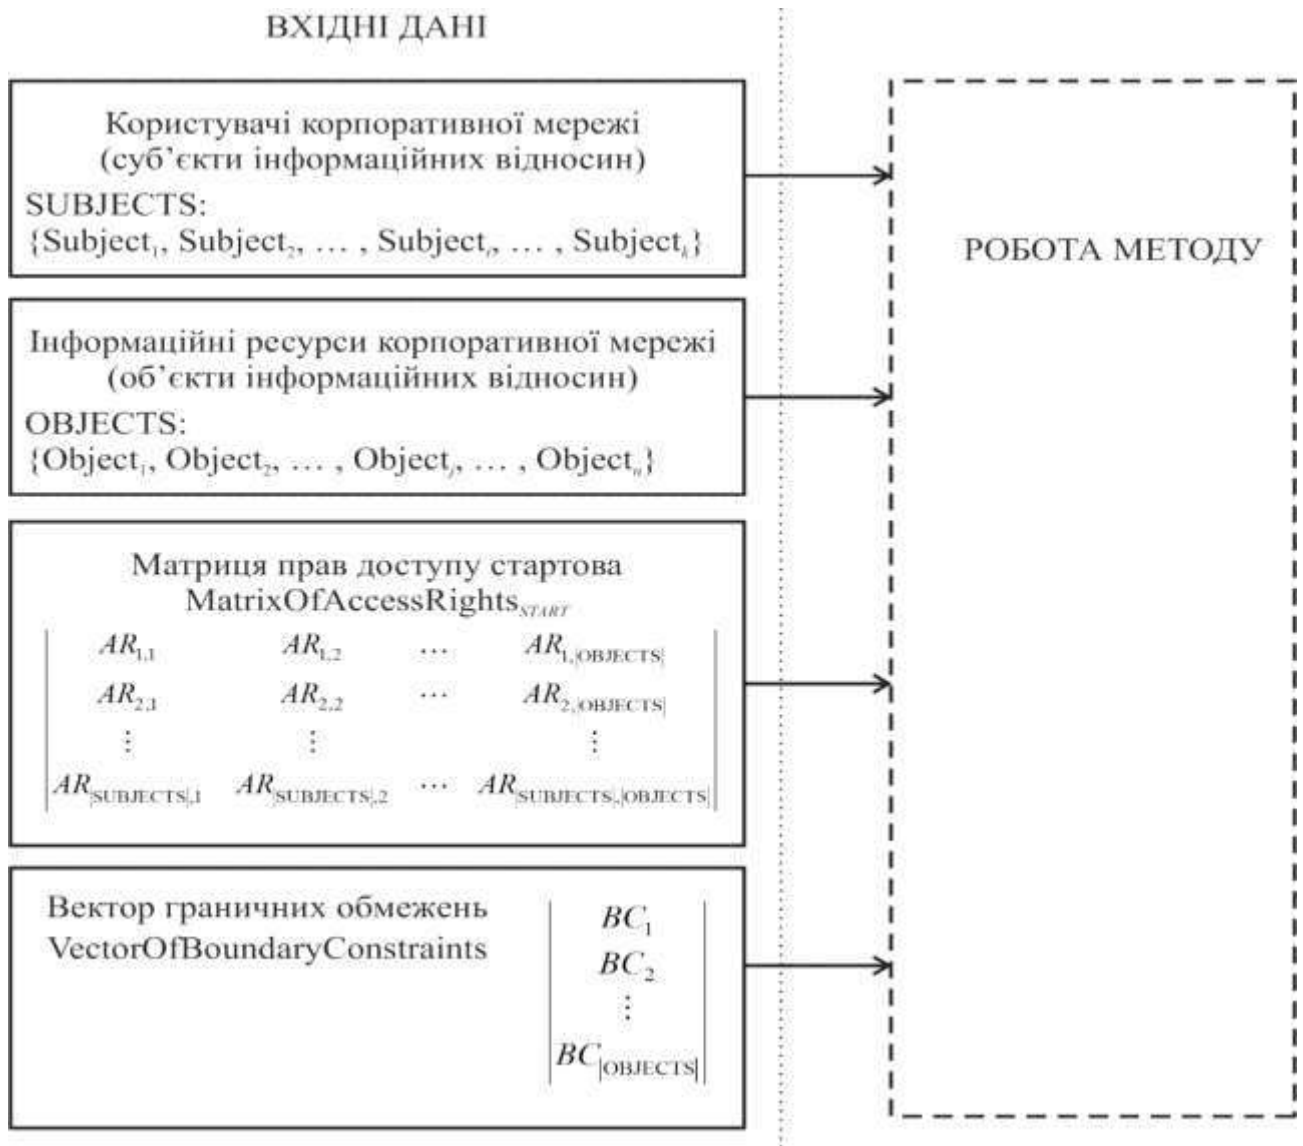 ВХІДНІ ДАНІ
Користувачі корпоративної мережі
(суб’єкти інформаційних відносин)
SUBJECTS:
{Subject₁, Subject₂, … , Subjectᵢ, … , Subjectₖ}
РОБОТА МЕТОДУ
Інформаційні ресурси корпоративної мережі
(об’єкти інформаційних відносин)
OBJECTS:
{Object₁, Object₂, … , Objectⱼ, … , Objectₙ}
Матриця прав доступу стартова
MatrixOfAccessRights START
AR1,1 AR1,2 ⋯ AR1,|OBJECTS|
AR2,1 AR2,2 ⋯ AR2,|OBJECTS|
⋮ ⋮ ⋮
AR|SUBJECTS|,1 AR|SUBJECTS|,2 ⋯ AR|SUBJECTS|,|OBJECTS|
Вектор граничних обмежень
VectorOfBoundaryConstraints
BC1
BC2
⋮
BC|OBJECTS|